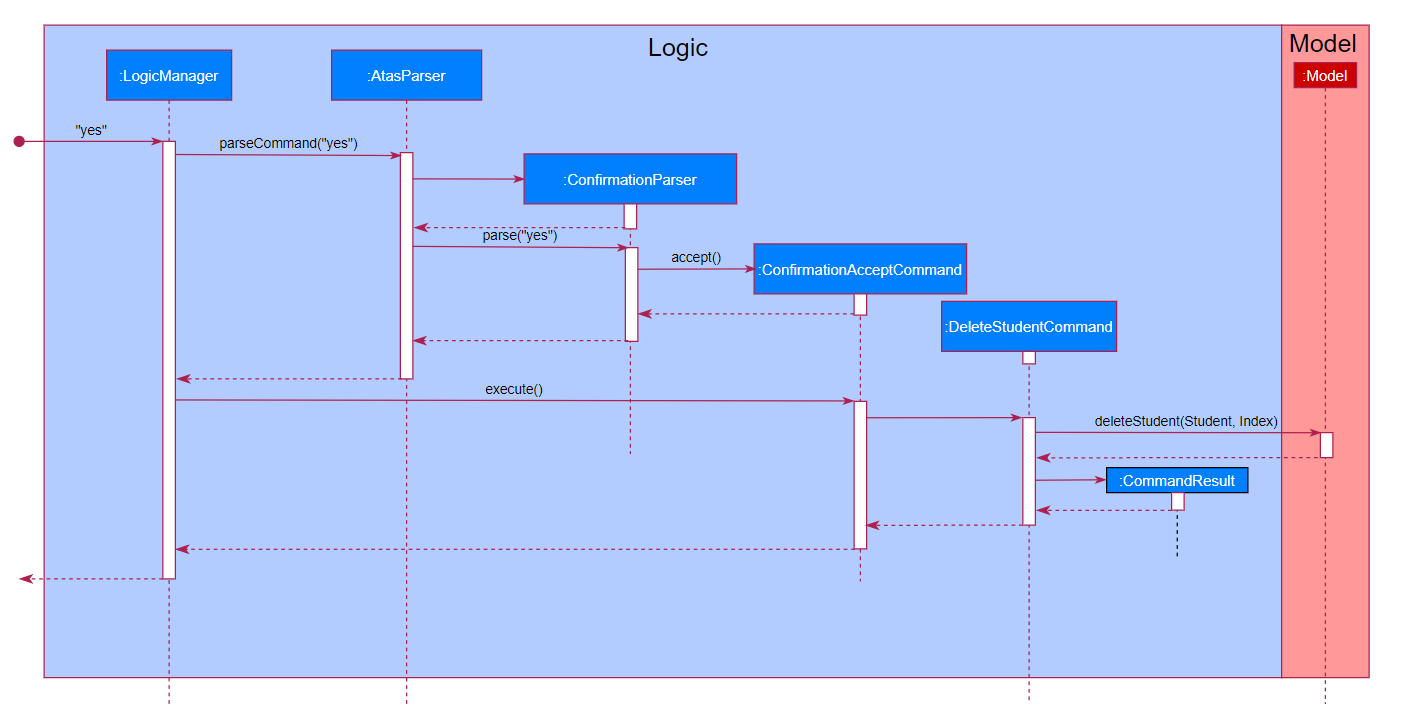 Logic
Model
:LogicManager
:AtasParser
:Model
"yes"
parseCommand("yes")
:ConfirmationParser
parse("yes")
accept()
:ConfirmationAcceptCommand
:DeleteStudentCommand
execute()
deleteStudent(Student, Index)
:CommandResult